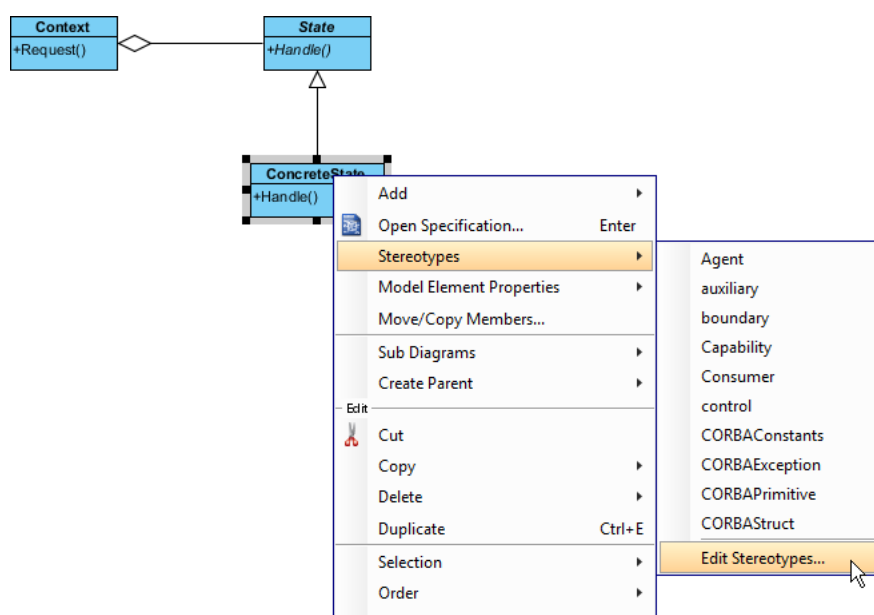 Context
+Request()
State
+Handle()
ConcreteState
+Handle()
Add
Open Specification... Enter
Stereotypes
Model Element Properties
Move/Copy Members...
Sub Diagrams
Create Parent
Edit
Cut
Copy
Delete
Duplicate Ctrl+E
Selection
Order
Agent
auxiliary
boundary
Capability
Consumer
control
CORBAConstants
CORBAException
CORBAPrimitive
CORBAStruct
Edit Stereotypes...